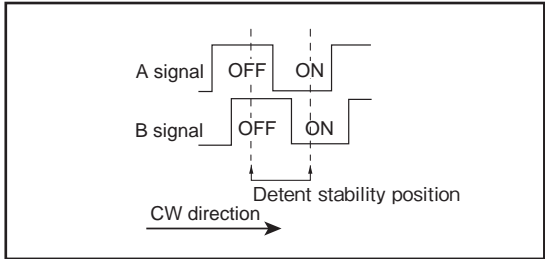 A signal OFF ON
B signal OFF ON
Detent stability position
CW direction